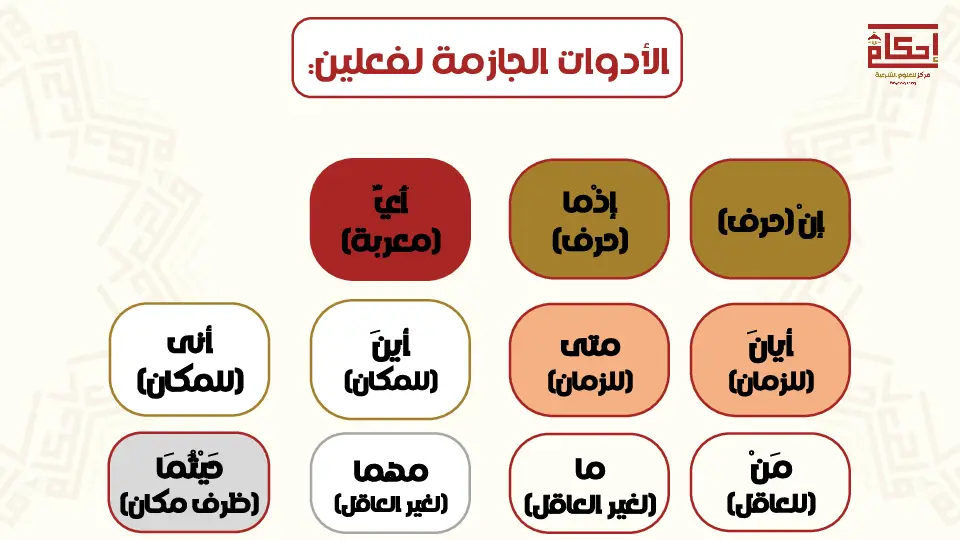 الأدوات الجازمة لفعلين:
إحكام
مركز للعلوم الشرعية
إنْ (حرف)
إذْما
(حرف)
أيٌّ
(معربة)
أيانَ
(للزمان)
متى
(للزمان)
أينَ
(للمكان)
أنى
(للمكان)
مَنْ
(للعاقل)
ما
(لغير العاقل)
مهما
(لغير العاقل)
حَيْثُمَا
(ظرف مكان)